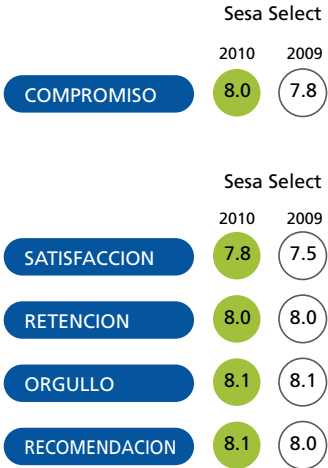 Sesa Select
2010 2009
COMPROMISO 8.0 7.8
Sesa Select
2010 2009
SATISFACCION 7.8 7.5
RETENCION 8.0 8.0
ORGULLO 8.1 8.1
RECOMENDACION 8.1 8.0